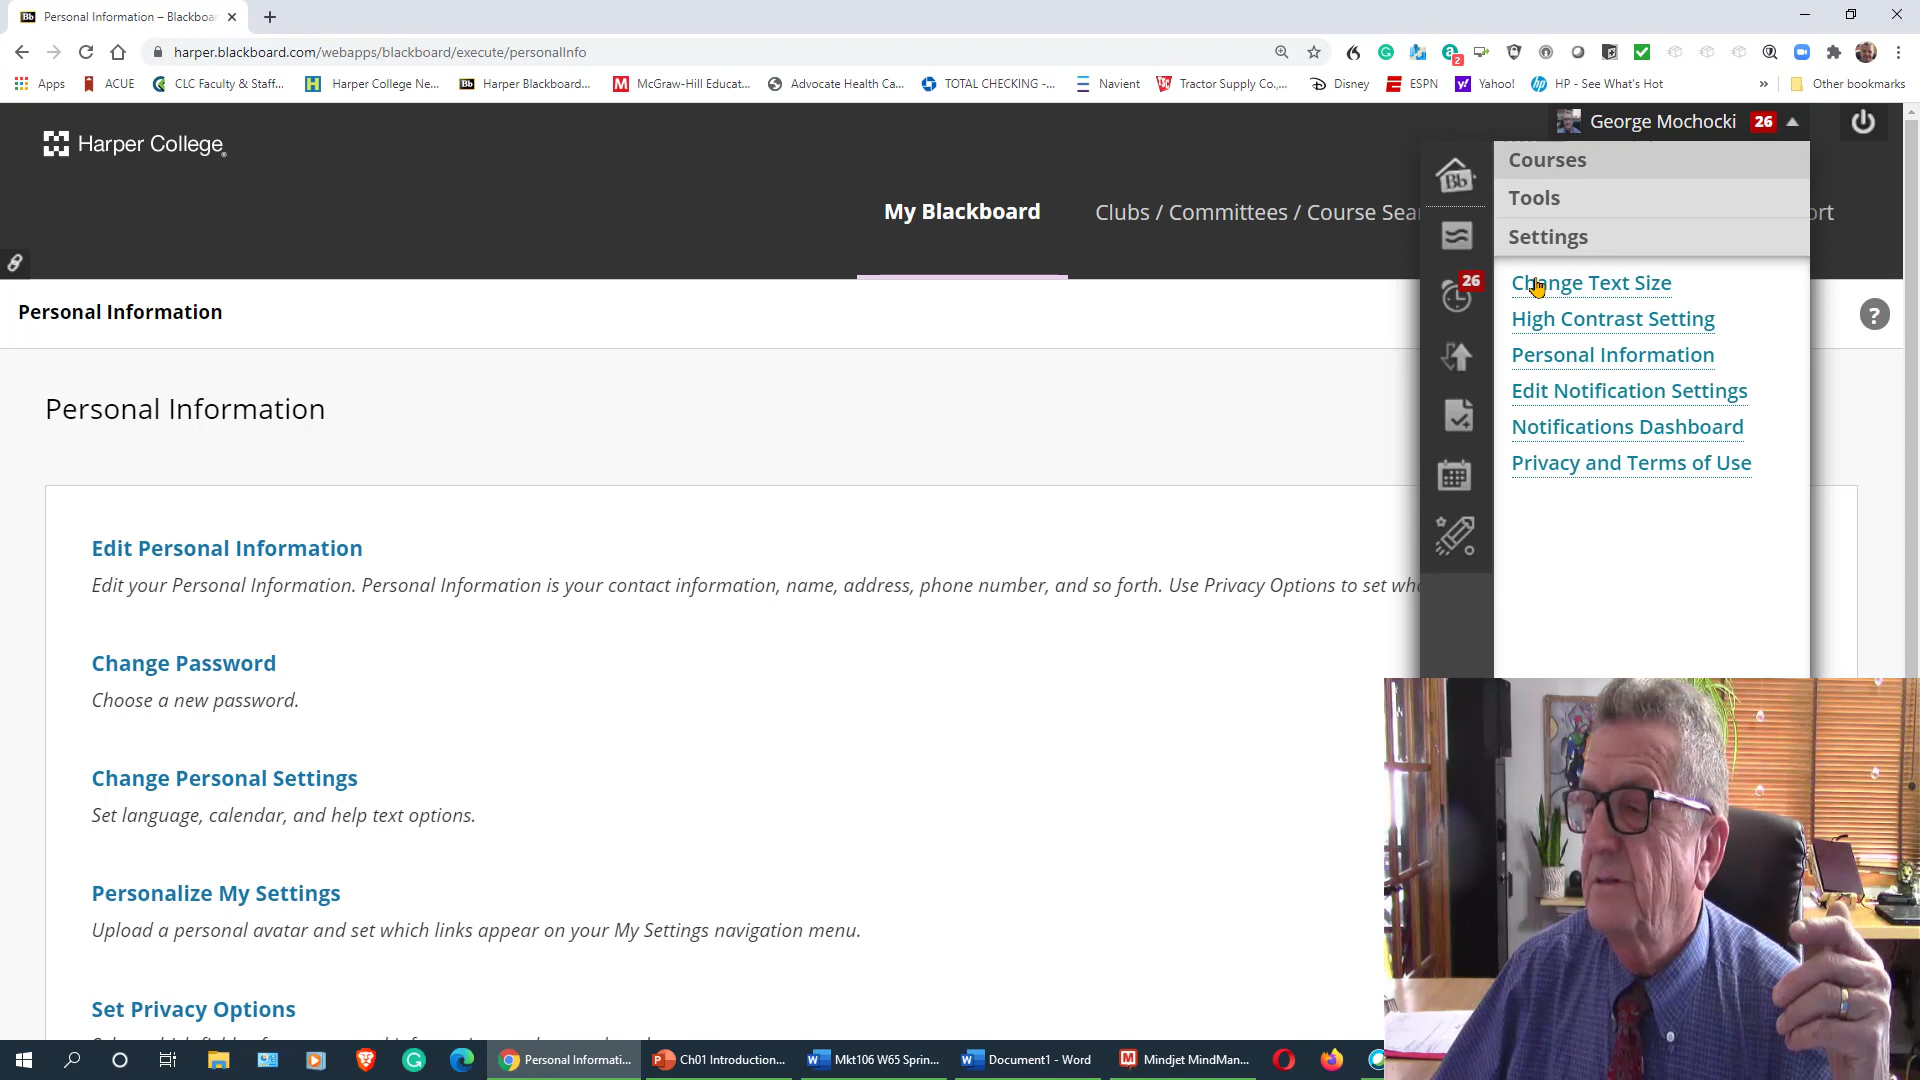 Personal Information – Blackboar
harper.blackboard.com/webapps/blackboard/execute/personalInfo
2
Apps
ACUE
CLC Faculty & Staff...
Harper College Ne...
Harper Blackboard...
McGraw-Hill Educat...
Advocate Health Ca...
TOTAL CHECKING -...
Navient
Tractor Supply Co.,...
Disney
ESPN
Yahoo!
HP - See What's Hot
»
Other bookmarks
Harper College®
George Mochocki 26
My Blackboard
Clubs / Committees / Course Sear
ort
Courses
Tools
Settings
Bb
26
Change Text Size
High Contrast Setting
Personal Information
Edit Notification Settings
Notifications Dashboard
Privacy and Terms of Use
Personal Information
?
Personal Information
Edit Personal Information
Edit your Personal Information. Personal Information is your contact information, name, address, phone number, and so forth. Use Privacy Options to set who
Change Password
Choose a new password.
Change Personal Settings
Set language, calendar, and help text options.
Personalize My Settings
Upload a personal avatar and set which links appear on your My Settings navigation menu.
Set Privacy Options
Personal Informati...
Ch01 Introduction...
Mkt106 W65 Sprin...
Document1 - Word
Mindjet MindMan...